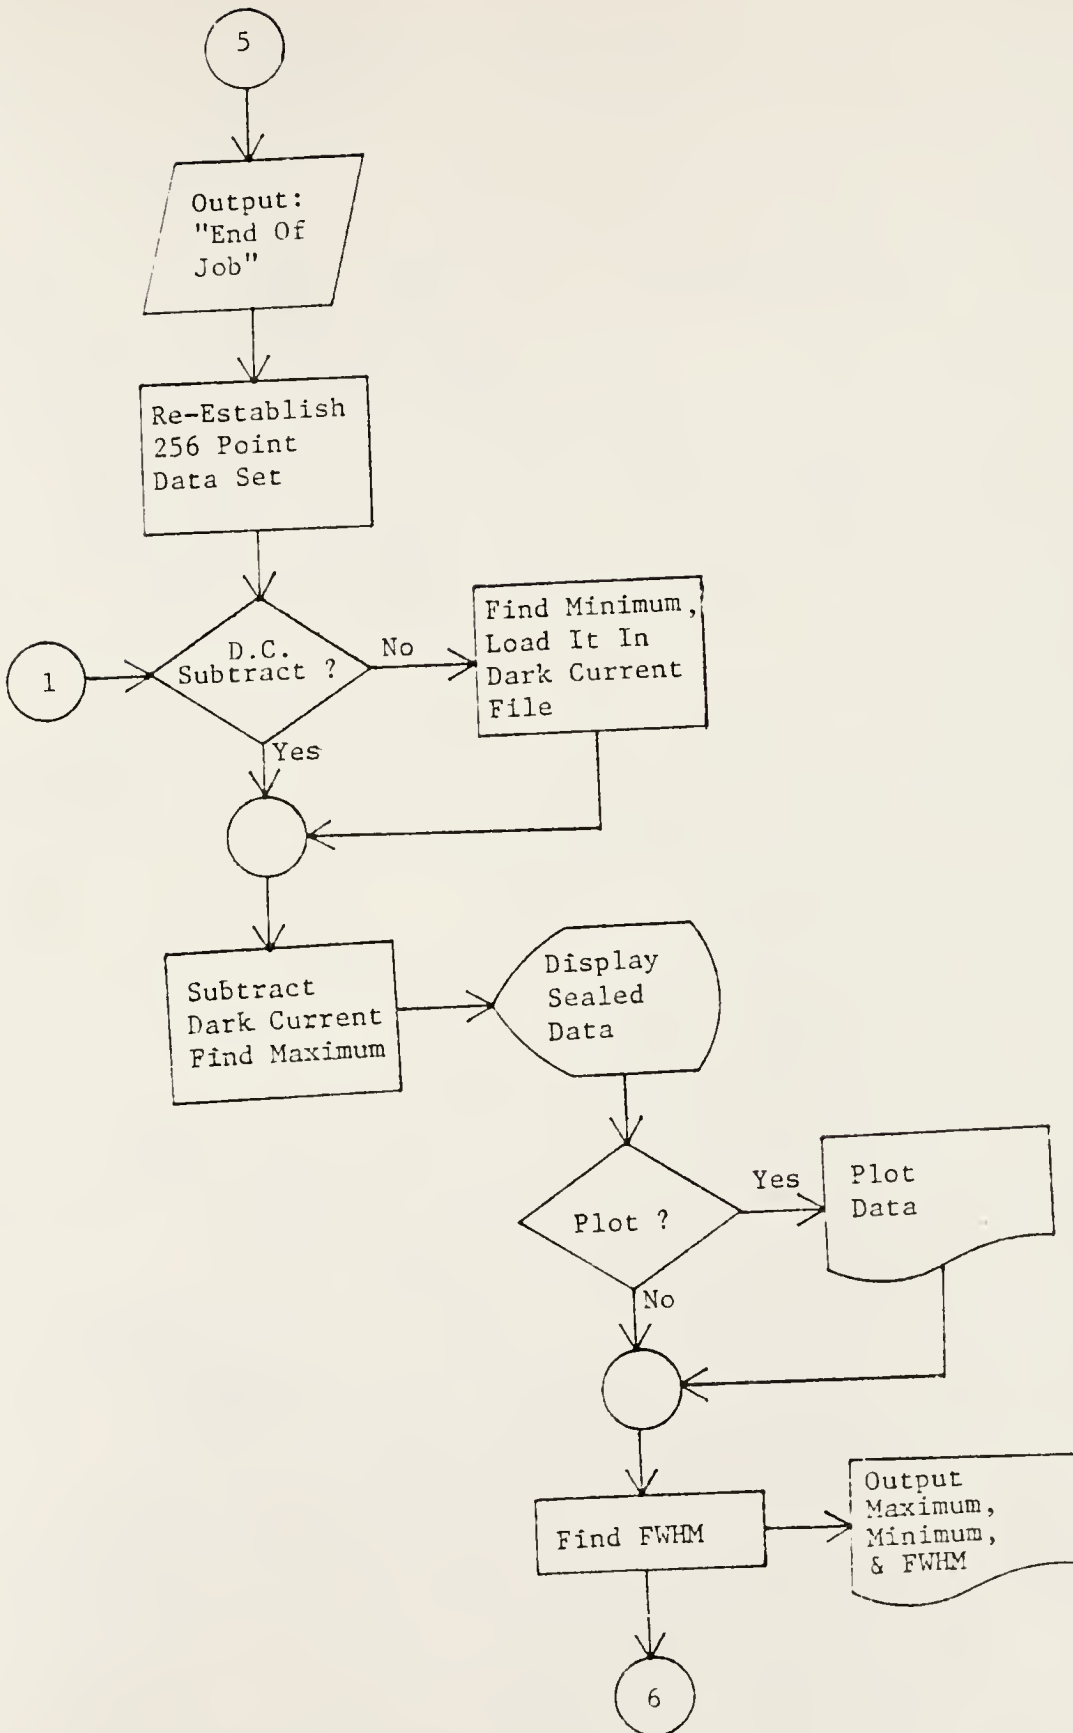 5
Output:
"End Of
Job"
Re-Establish
256 Point
Data Set
1
D.C.
Subtract ?
No
Yes
Find Minimum,
Load It In
Dark Current
File
Subtract
Dark Current
Find Maximum
Display
Sealed
Data
Plot ?
Yes
No
Plot
Data
Find FWHM
Output
Maximum,
Minimum,
& FWHM
6